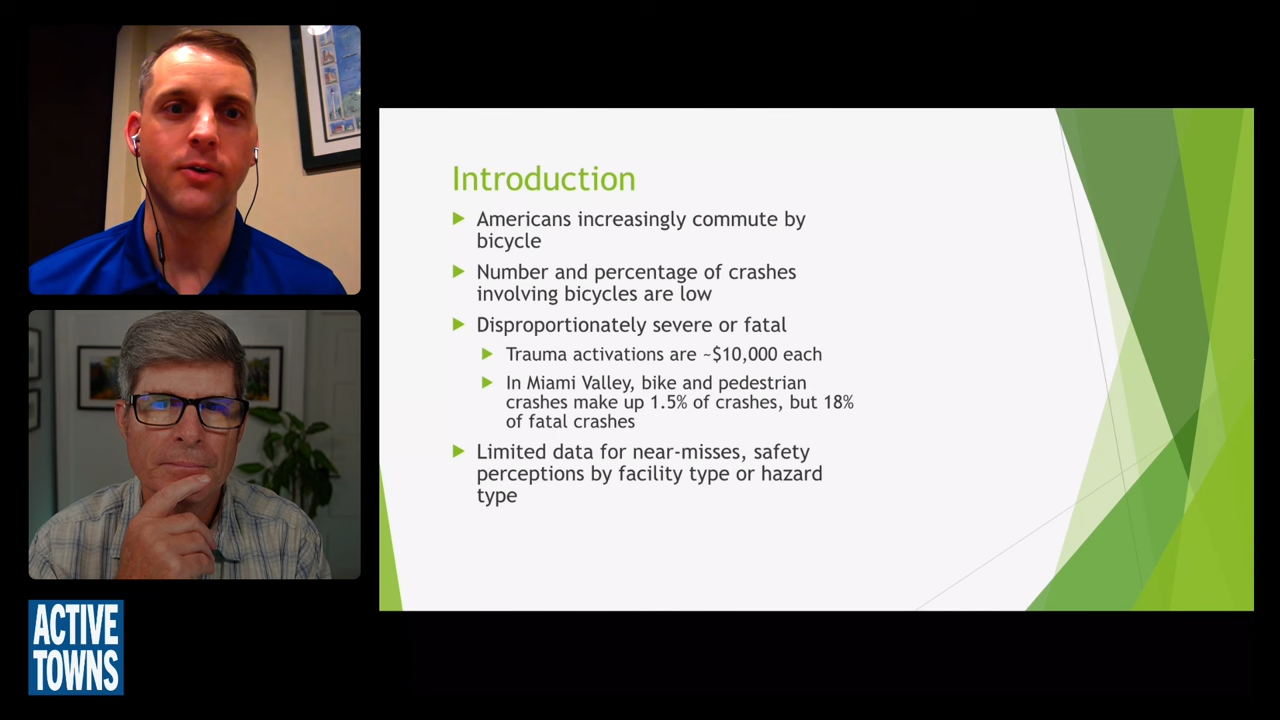 Introduction
Americans increasingly commute by
bicycle
Number and percentage of crashes
involving bicycles are low
Disproportionately severe or fatal
Trauma activations are ~$10,000 each
In Miami Valley, bike and pedestrian
crashes make up 1.5% of crashes, but 18%
of fatal crashes
Limited data for near-misses, safety
perceptions by facility type or hazard
type
ACTIVE
TOWNS